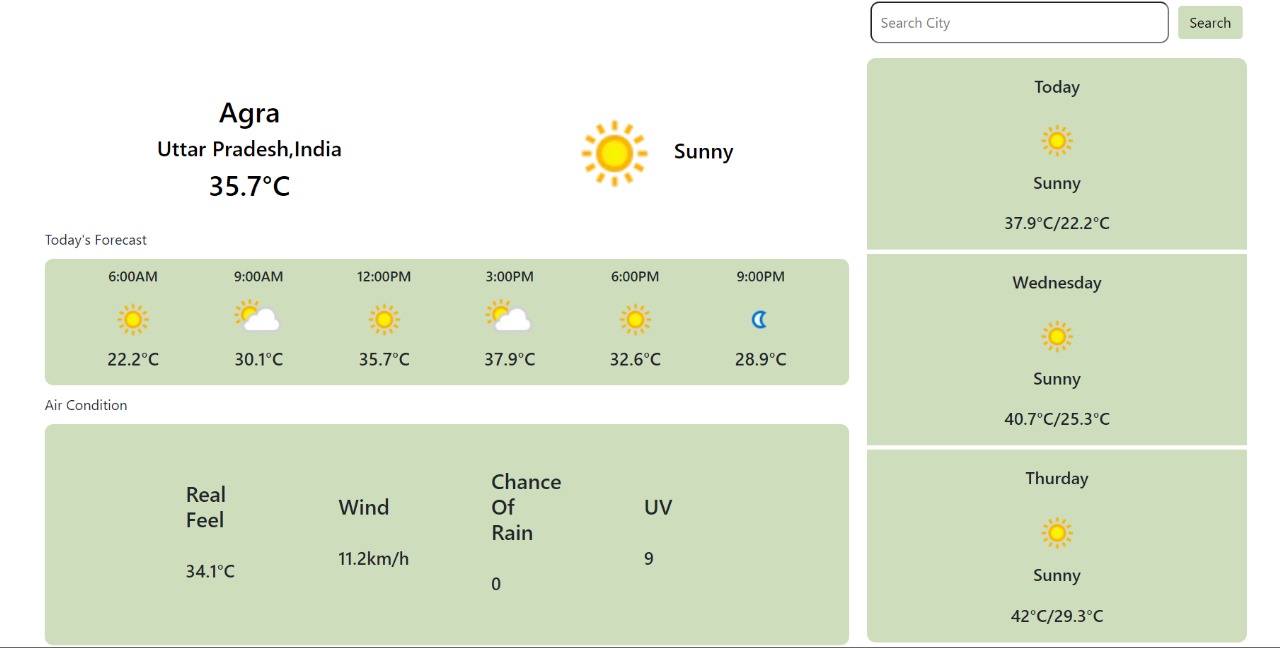 Search City
Search
Agra
Uttar Pradesh,India
35.7°C
Sunny
Today's Forecast
6:00AM 9:00AM 12:00PM 3:00PM 6:00PM 9:00PM
22.2°C 30.1°C 35.7°C 37.9°C 32.6°C 28.9°C
Air Condition
Real
Feel
34.1°C
Wind
11.2km/h
Chance
Of
Rain
0
UV
9
Today
Sunny
37.9°C/22.2°C
Wednesday
Sunny
40.7°C/25.3°C
Thurday
Sunny
42°C/29.3°C